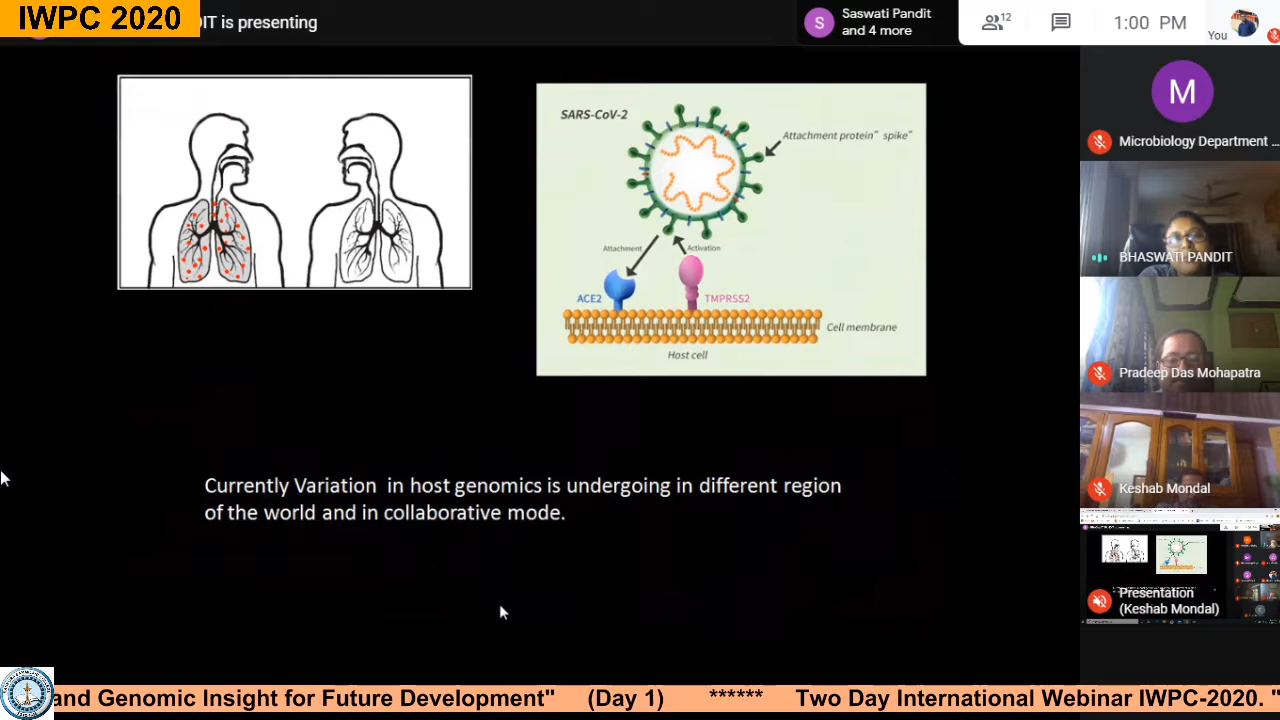 IWPC 2020
DIT is presenting
S
Saswati Pandit
and 4 more
12
1:00 PM
You
SARS-CoV-2
Attachment protein" spike"
Attachment
Activation
ACE2
TMPRSS2
Cell membrane
Host cell
Currently Variation in host genomics is undergoing in different region
of the world and in collaborative mode.
M
Microbiology Department ...
BHASWATI PANDIT
Pradeep Das Mohapatra
Keshab Mondal
Presentation
(Keshab Mondal)
and Genomic Insight for Future Development" (Day 1) ****** Two Day International Webinar IWPC-2020. "